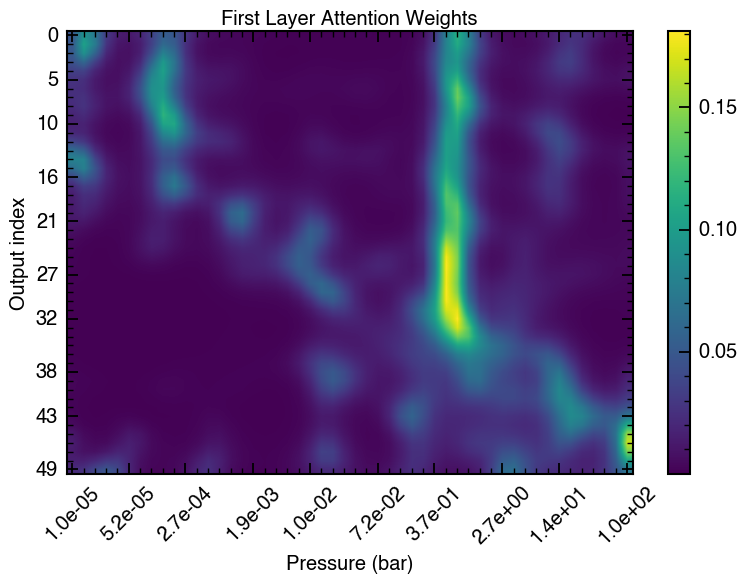 First Layer Attention Weights
0
5
10
16
21
27
32
38
43
49
Output index
1.0e-05
5.2e-05
2.7e-04
1.9e-03
1.0e-02
7.2e-02
3.7e-01
2.7e+00
1.4e+01
1.0e+02
Pressure (bar)
0.15
0.10
0.05